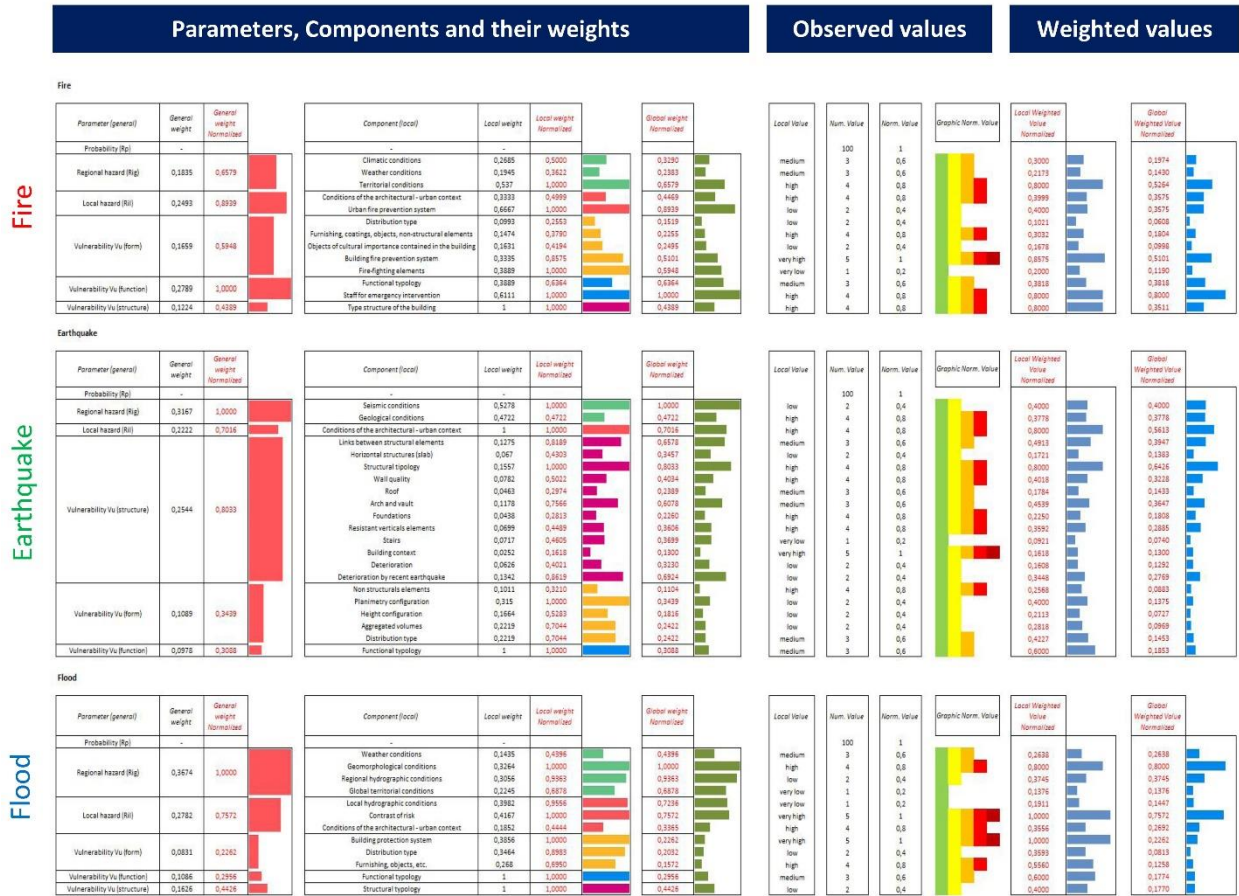 Parameters, Components and their weights Observed values Weighted values
Fire
Fire
Parameter (general) General weight General weight Normalized Component (local) Local weight Local weight Normalized Global weight Normalized Local Value Num. Value Norm. Value Graphic Norm. Value Local Weighted Value Normalized Global Weighted Value Normalized
Probability (Rp) - - - 100 1
Regional hazard (Rig) 0,1835 0,6579 Climatic conditions 0,2685 0,5000 0,3290 medium 3 0,6 0,3000 0,1974
Weather conditions 0,1945 0,3622 0,2383 medium 3 0,6 0,2173 0,1430
Territorial conditions 0,537 1,0000 0,6579 high 4 0,8 0,8000 0,5264
Local hazard (Ril) 0,2493 0,8939 Conditions of the architectural - urban context 0,3333 0,4999 0,4469 high 4 0,8 0,3999 0,3575
Urban fire prevention system 0,6667 1,0000 0,8939 low 2 0,4 0,4000 0,3575
Vulnerability Vu (form) 0,1659 0,5948 Distribution type 0,0993 0,2553 0,1519 low 2 0,4 0,1021 0,0608
Furnishing, coatings, objects, non-structural elements 0,1474 0,3790 0,2255 high 4 0,8 0,3032 0,1804
Objects of cultural importance contained in the building 0,1631 0,4194 0,2495 low 2 0,4 0,1678 0,0998
Building fire prevention system 0,3335 0,8575 0,5101 very high 5 1 0,8575 0,5101
Fire-fighting elements 0,3889 1,0000 0,5948 very low 1 0,2 0,2000 0,1190
Vulnerability Vu (function) 0,2789 1,0000 Functional typology 0,3889 0,6364 0,6364 medium 3 0,6 0,3818 0,3818
Staff for emergency intervention 0,6111 1,0000 1,0000 high 4 0,8 0,8000 0,8000
Vulnerability Vu (structure) 0,1224 0,4389 Type structure of the building 1 1,0000 0,4389 high 4 0,8 0,8000 0,3511
Earthquake
Earthquake
Parameter (general) General weight General weight Normalized Component (local) Local weight Local weight Normalized Global weight Normalized Local Value Num. Value Norm. Value Graphic Norm. Value Local Weighted Value Normalized Global Weighted Value Normalized
Probability (Rp) - - - 100 1
Regional hazard (Rig) 0,3167 1,0000 Seismic conditions 0,5278 1,0000 1,0000 low 2 0,4 0,4000 0,4000
Geological conditions 0,4722 0,4722 0,4722 high 4 0,8 0,3778 0,3778
Local hazard (Ril) 0,2222 0,7016 Conditions of the architectural - urban context 1 1,0000 0,7016 high 4 0,8 0,8000 0,5613
Vulnerability Vu (structure) 0,2544 0,8033 Links between structural elements 0,1275 0,8189 0,6578 medium 3 0,6 0,4913 0,3947
Horizontal structures (slab) 0,067 0,4303 0,3457 low 2 0,4 0,1721 0,1383
Structural tipology 0,1557 1,0000 0,8033 high 4 0,8 0,8000 0,6426
Wall quality 0,0782 0,5022 0,4034 high 4 0,8 0,4018 0,3228
Roof 0,0463 0,2974 0,2389 medium 3 0,6 0,1784 0,1433
Arch and vault 0,1178 0,7566 0,6078 medium 3 0,6 0,4539 0,3647
Foundations 0,0438 0,2813 0,2260 high 4 0,8 0,2250 0,1808
Resistant verticals elements 0,0699 0,4489 0,3606 high 4 0,8 0,3592 0,2885
Stairs 0,0717 0,4605 0,3699 very low 1 0,2 0,0921 0,0740
Building context 0,0252 0,1618 0,1300 very high 5 1 0,1618 0,1300
Deterioration 0,0626 0,4021 0,3230 low 2 0,4 0,1608 0,1292
Deterioration by recent earthquake 0,1342 0,8619 0,6924 low 2 0,4 0,3448 0,2769
Vulnerability Vu (form) 0,1089 0,3439 Non structurals elements 0,1011 0,3210 0,1104 high 4 0,8 0,2568 0,0883
Planimetry configuration 0,315 1,0000 0,3439 low 2 0,4 0,4000 0,1375
Height configuration 0,1664 0,5283 0,1816 low 2 0,4 0,2113 0,0727
Aggregated volumes 0,2219 0,7044 0,2422 low 2 0,4 0,2818 0,0969
Distribution type 0,2219 0,7044 0,2422 medium 3 0,6 0,4227 0,1453
Vulnerability Vu (function) 0,0978 0,3088 Functional typology 1 1,0000 0,3088 medium 3 0,6 0,6000 0,1853
Flood
Flood
Parameter (general) General weight General weight Normalized Component (local) Local weight Local weight Normalized Global weight Normalized Local Value Num. Value Norm. Value Graphic Norm. Value Local Weighted Value Normalized Global Weighted Value Normalized
Probability (Rp) - - - 100 1
Regional hazard (Rig) 0,3674 1,0000 Weather conditions 0,1435 0,4396 0,4396 medium 3 0,6 0,2638 0,2638
Geomorphological conditions 0,3264 1,0000 1,0000 high 4 0,8 0,8000 0,8000
Regional hydrographic conditions 0,3056 0,9363 0,9363 low 2 0,4 0,3745 0,3745
Global territorial conditions 0,2245 0,6878 0,6878 very low 1 0,2 0,1376 0,1376
Local hazard (Ril) 0,2782 0,7572 Local hydrographic conditions 0,3982 0,9556 0,7236 very low 1 0,2 0,1911 0,1447
Contrast of risk 0,4167 1,0000 0,7572 very high 5 1 1,0000 0,7572
Conditions of the architectural - urban context 0,1852 0,4444 0,3365 high 4 0,8 0,3556 0,2692
Vulnerability Vu (form) 0,0831 0,2262 Building protection system 0,3856 1,0000 0,2262 very high 5 1 1,0000 0,2262
Distribution type 0,3464 0,8983 0,2032 low 2 0,4 0,3593 0,0813
Furnishing, objects, etc. 0,268 0,6950 0,1572 high 4 0,8 0,5560 0,1258
Vulnerability Vu (function) 0,1086 0,2956 Functional typology 1 1,0000 0,2956 medium 3 0,6 0,6000 0,1774
Vulnerability Vu (structure) 0,1626 0,4426 Structural typology 1 1,0000 0,4426 low 2 0,4 0,4000 0,1770